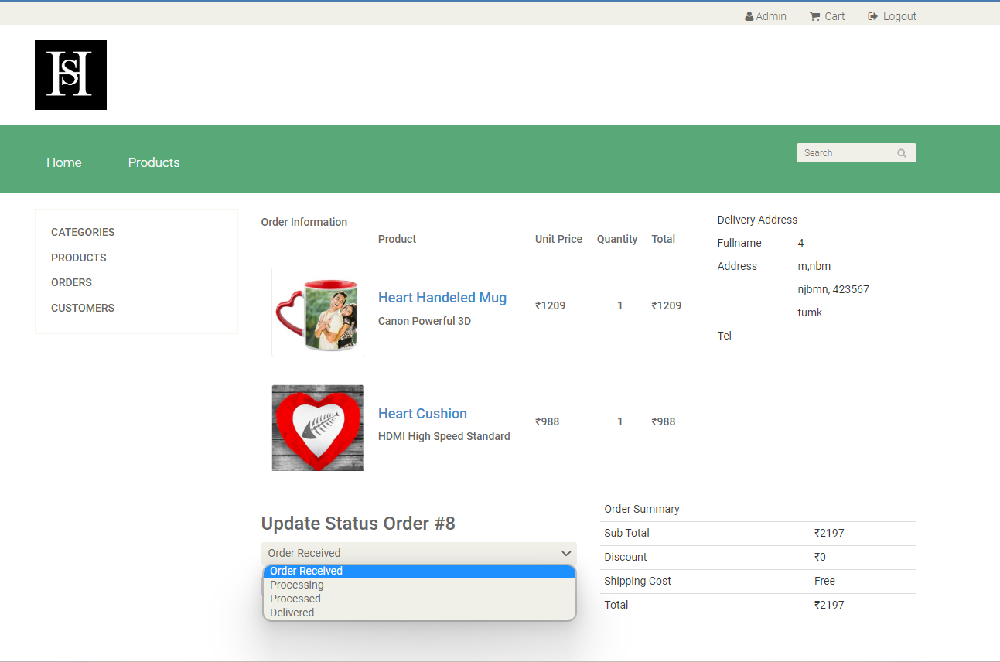 Admin Cart Logout
HS
Home Products Search
CATEGORIES
PRODUCTS
ORDERS
CUSTOMERS
Order Information
Product Unit Price Quantity Total
Heart Handeled Mug
Canon Powerful 3D
₹1209 1 ₹1209
Heart Cushion
HDMI High Speed Standard
₹988 1 ₹988
Delivery Address
Fullname 4
Address m,nbm
njbmn, 423567
tumk
Tel
Update Status Order #8
Order Received
Order Received
Processing
Processed
Delivered
Order Summary
Sub Total ₹2197
Discount ₹0
Shipping Cost Free
Total ₹2197